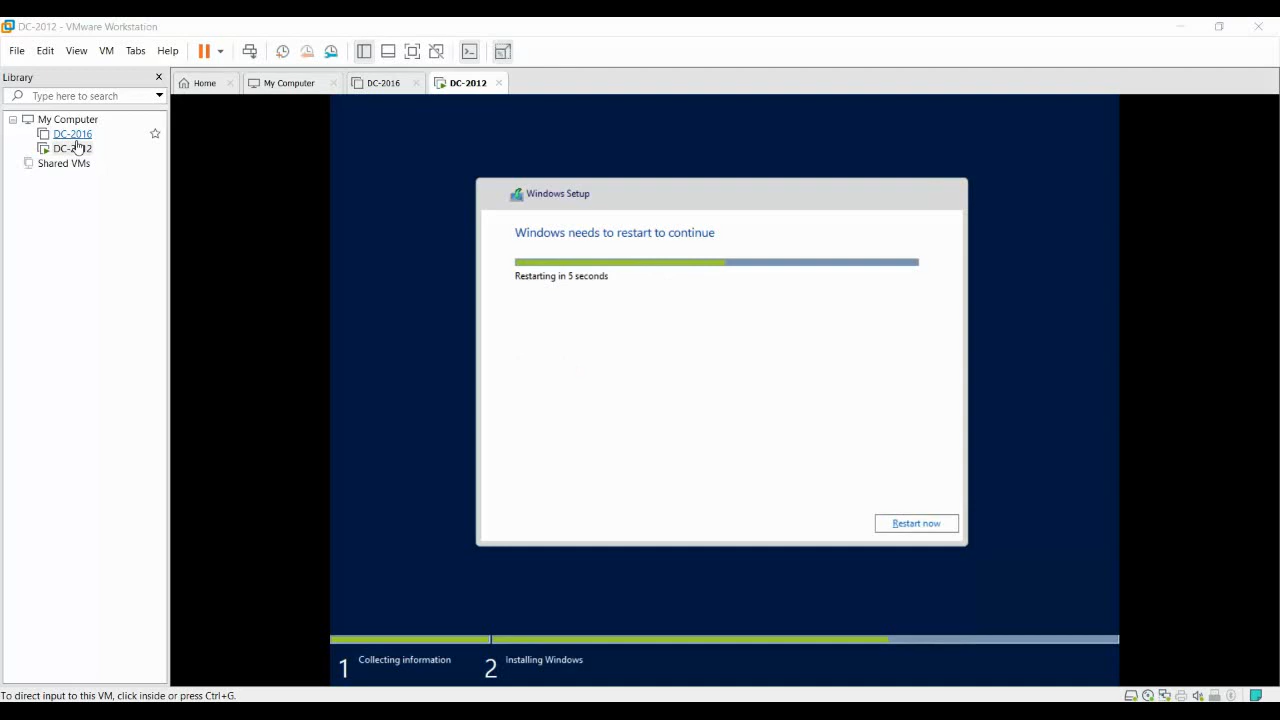 DC-2012 - VMware Workstation
File Edit View VM Tabs Help
Library
Type here to search
My Computer
DC-2016
DC-2012
Shared VMs
Home
My Computer
DC-2016
DC-2012
Windows Setup
Windows needs to restart to continue
Restarting in 5 seconds
Restart now
1 Collecting information
2 Installing Windows
To direct input to this VM, click inside or press Ctrl+G.